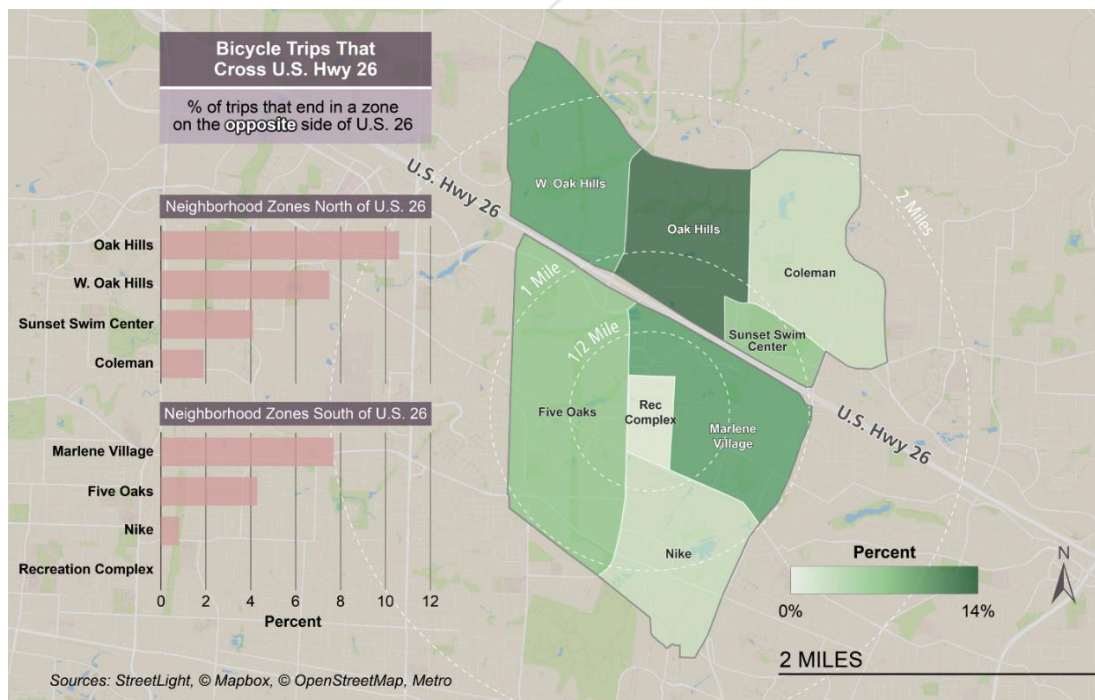 Bicycle Trips That
Cross U.S. Hwy 26
% of trips that end in a zone
on the opposite side of U.S. 26
Neighborhood Zones North of U.S. 26
Oak Hills
W. Oak Hills
Sunset Swim Center
Coleman
Neighborhood Zones South of U.S. 26
Marlene Village
Five Oaks
Nike
Recreation Complex
0 2 4 6 8 10 12
Percent
U.S. Hwy 26
W. Oak Hills
Oak Hills
Coleman
2 Miles
1 Mile
1/2 Mile
Sunset Swim
Center
Five Oaks
Rec
Complex
Marlene
Village
U.S. Hwy 26
Nike
Percent
0% 14%
N
2 MILES
Sources: StreetLight, © Mapbox, © OpenStreetMap, Metro